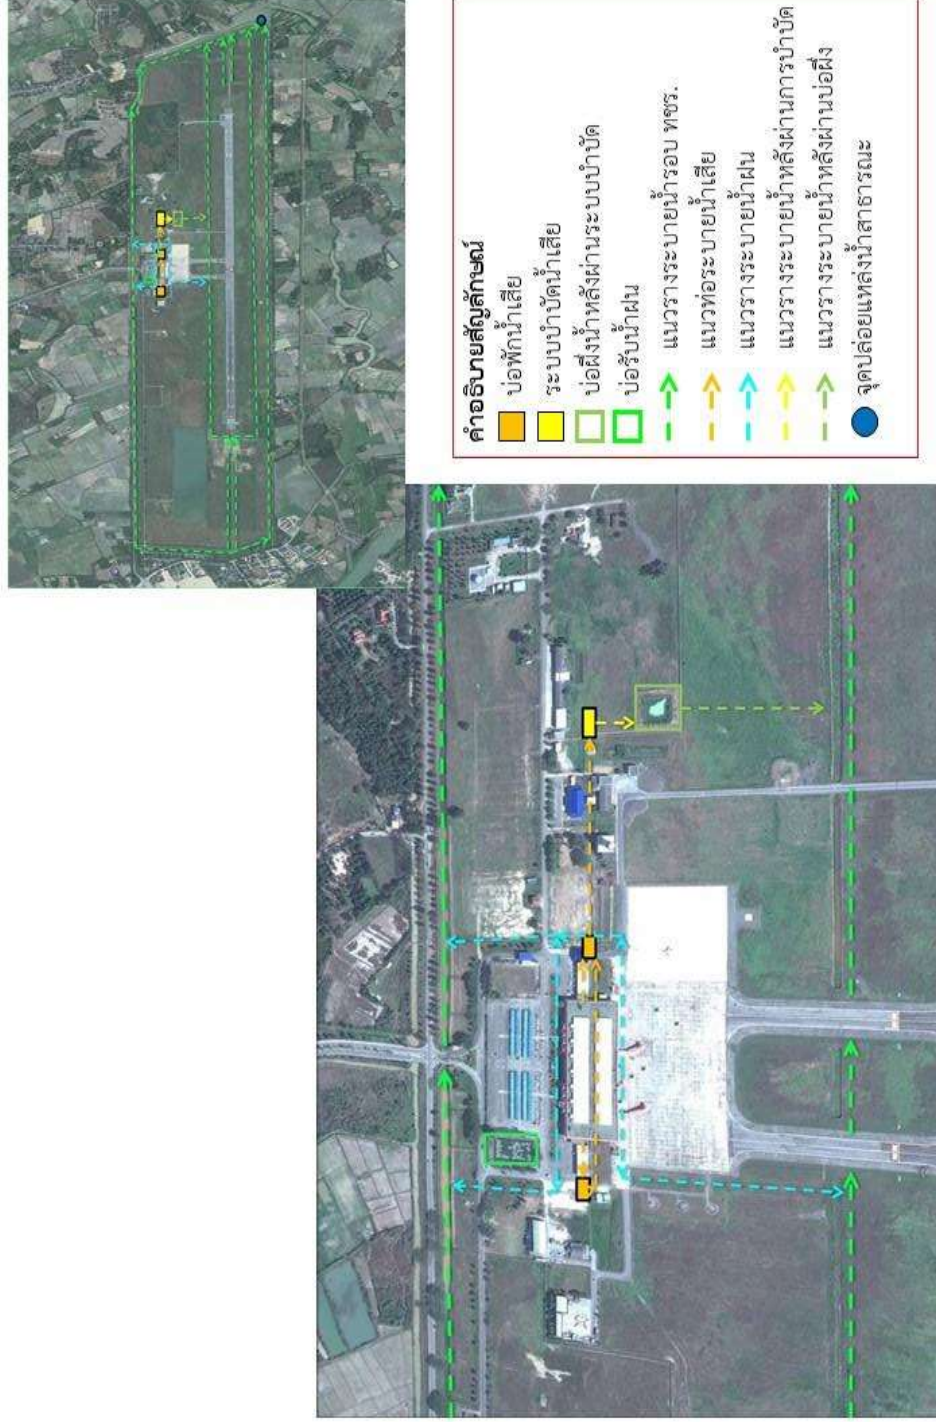 คำอธิบายสัญลักษณ์
บ่อพักน้ำเสีย
ระบบบำบัดน้ำเสีย
บ่อผึ่งน้ำหลังผ่านระบบบำบัด
บ่อรับน้ำฝน
แนวรางระบายน้ำรอบ ทชร.
แนวท่อระบายน้ำเสีย
แนวรางระบายน้ำฝน
แนวรางระบายน้ำหลังผ่านการบำบัด
แนวรางระบายน้ำหลังผ่านบ่อผึ่ง
จุดปล่อยแหล่งน้ำสาธารณะ